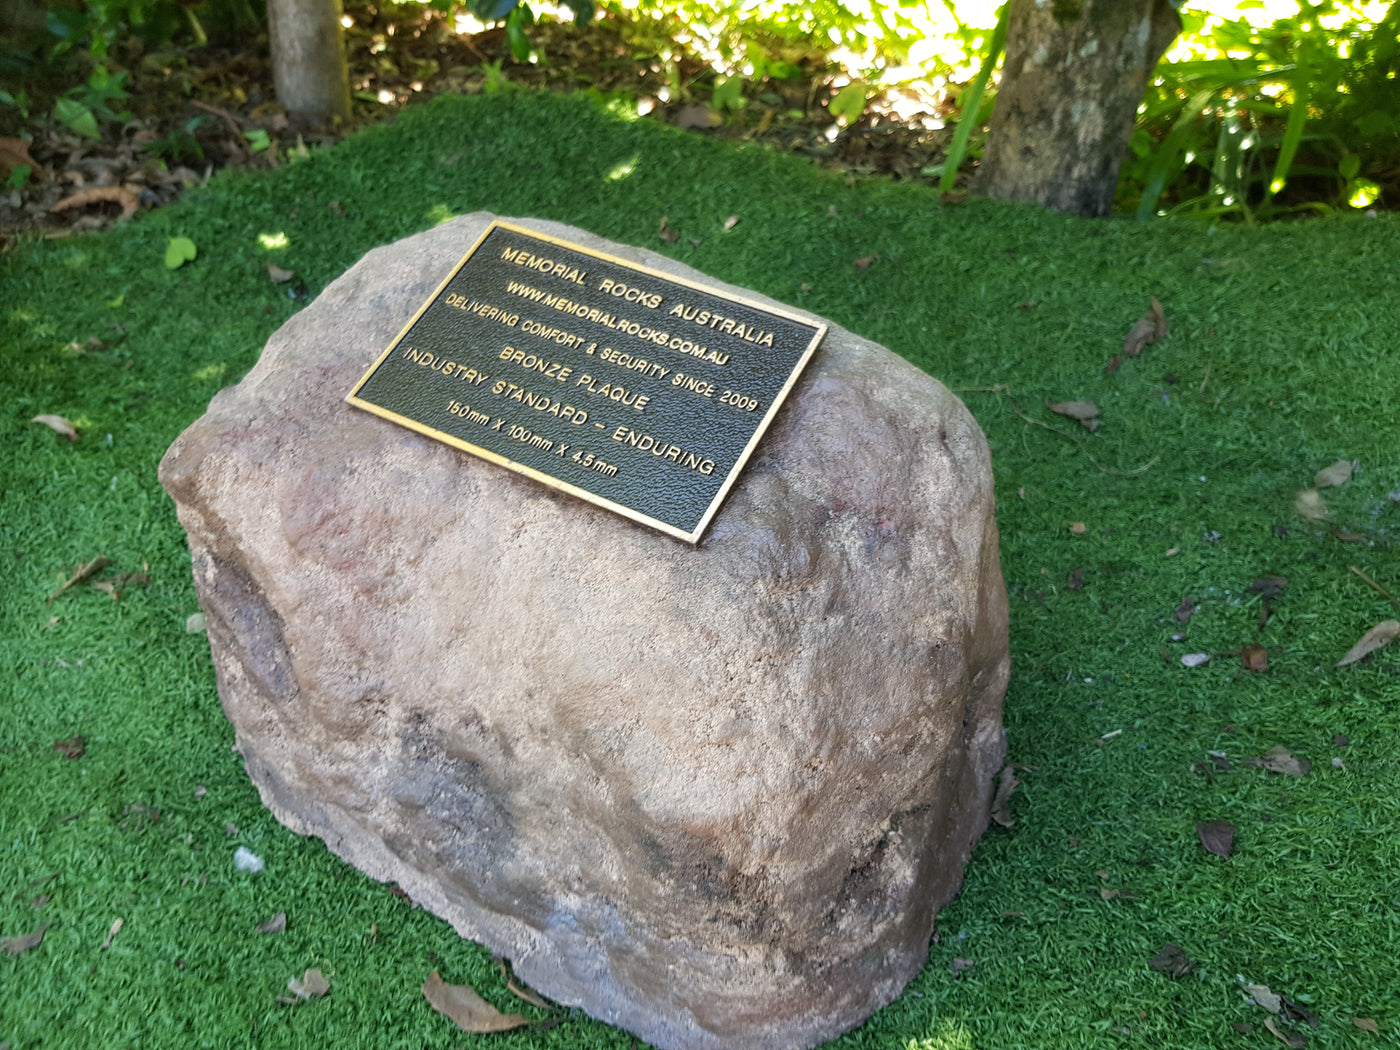 MEMORIAL ROCKS AUSTRALIA
WWW.MEMORIALROCKS.COM.AU
DELIVERING COMFORT & SECURITY SINCE 2009
BRONZE PLAQUE
INDUSTRY STANDARD - ENDURING
150mm X 100mm X 4.5mm